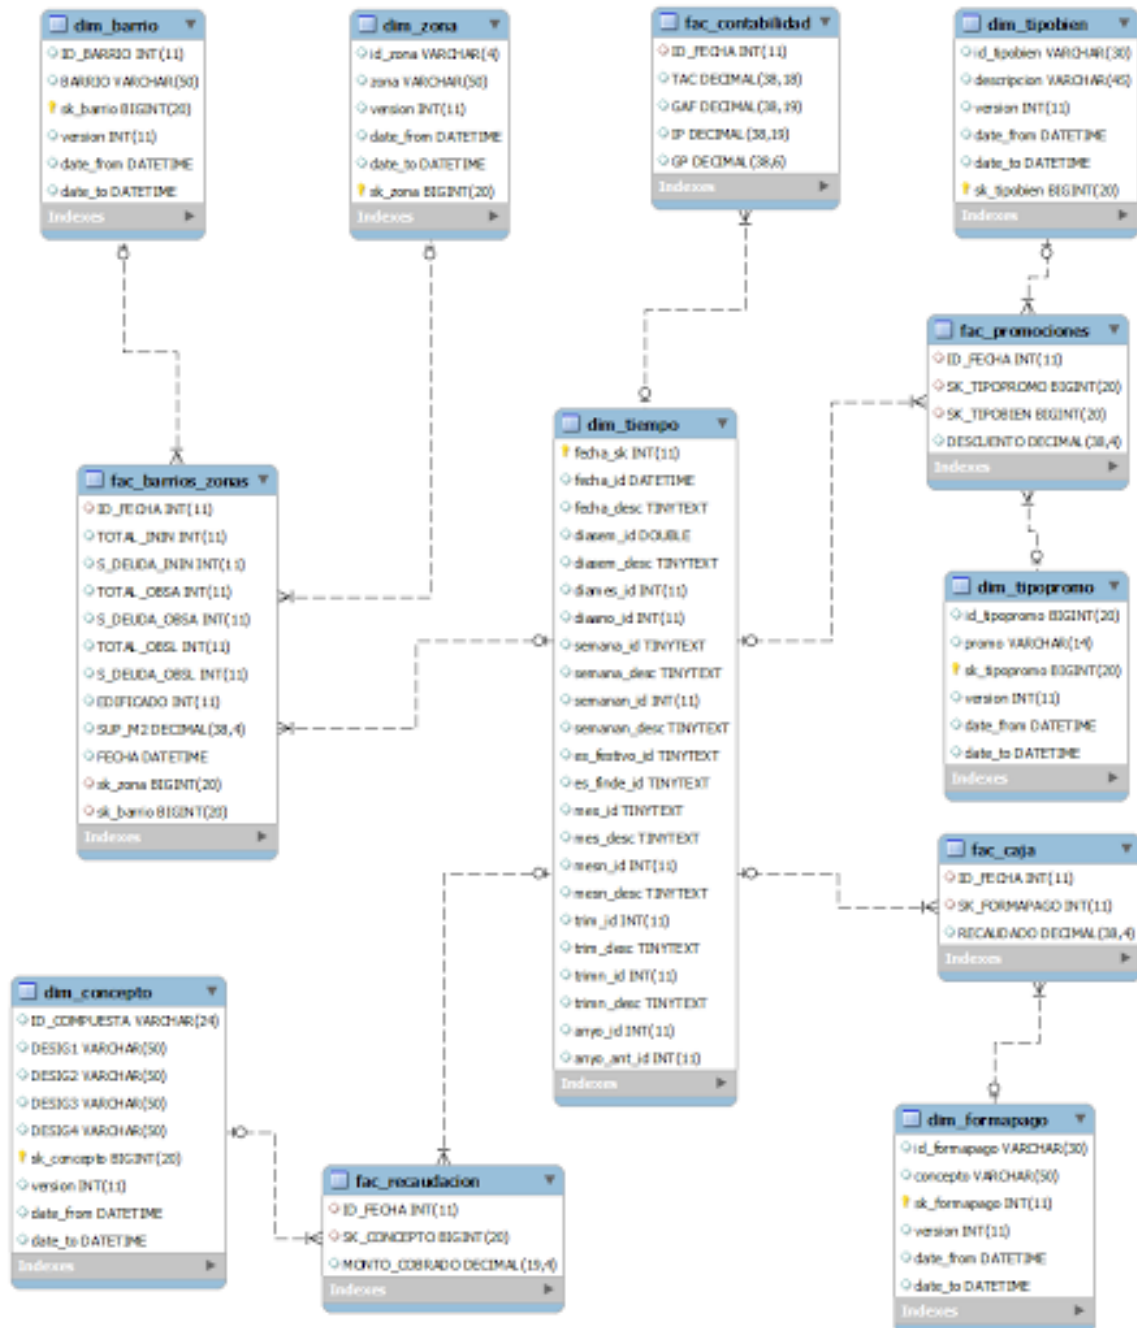 dim_barrio
ID_BARRIO INT(11)
BARRIO VARCHAR(50)
sk_barrio BIGINT(20)
version INT(11)
date_from DATETIME
date_to DATETIME
Indexes
dim_zona
id_zona VARCHAR(4)
zona VARCHAR(50)
version INT(11)
date_from DATETIME
date_to DATETIME
sk_zona BIGINT(20)
Indexes
fac_contabilidad
ID_FECHA INT(11)
TAC DECIMAL(38,18)
GAF DECIMAL(38,19)
IP DECIMAL(38,19)
GP DECIMAL(38,6)
Indexes
dim_tipobien
id_tipobien VARCHAR(30)
descripcion VARCHAR(45)
version INT(11)
date_from DATETIME
date_to DATETIME
sk_tipobien BIGINT(20)
Indexes
fac_promociones
ID_FECHA INT(11)
SK_TIPOPROMO BIGINT(20)
SK_TIPOBIEN BIGINT(20)
DESCUENTO DECIMAL(38,4)
Indexes
fac_barrios_zonas
ID_FECHA INT(11)
TOTAL_ININ INT(11)
S_DEUDA_ININ INT(11)
TOTAL_OBSA INT(11)
S_DEUDA_OBSA INT(11)
TOTAL_OBSL INT(11)
S_DEUDA_OBSL INT(11)
EDIFICADO INT(11)
SUP_M2 DECIMAL(38,4)
FECHA DATETIME
sk_zona BIGINT(20)
sk_barrio BIGINT(20)
Indexes
dim_tiempo
fecha_sk INT(11)
fecha_id DATETIME
fecha_desc TINYTEXT
diasem_id DOUBLE
diasem_desc TINYTEXT
diames_id INT(11)
diaano_id INT(11)
semana_id TINYTEXT
semana_desc TINYTEXT
semanan_id INT(11)
semanan_desc TINYTEXT
es_festivo_id TINYTEXT
es_finde_id TINYTEXT
mes_id TINYTEXT
mes_desc TINYTEXT
mesn_id INT(11)
mesn_desc TINYTEXT
trim_id INT(11)
trim_desc TINYTEXT
trimn_id INT(11)
trimn_desc TINYTEXT
anyo_id INT(11)
anyo_ant_id INT(11)
Indexes
dim_tipopromo
id_tipopromo BIGINT(20)
promo VARCHAR(14)
sk_tipopromo BIGINT(20)
version INT(11)
date_from DATETIME
date_to DATETIME
Indexes
fac_caja
ID_FECHA INT(11)
SK_FORMAPAGO INT(11)
RECAUDADO DECIMAL(38,4)
Indexes
dim_concepto
ID_COMPUESTA VARCHAR(24)
DESIG1 VARCHAR(50)
DESIG2 VARCHAR(50)
DESIG3 VARCHAR(50)
DESIG4 VARCHAR(50)
sk_concepto BIGINT(20)
version INT(11)
date_from DATETIME
date_to DATETIME
Indexes
fac_recaudacion
ID_FECHA INT(11)
SK_CONCEPTO BIGINT(20)
MONTO_COBRADO DECIMAL(19,4)
Indexes
dim_formapago
id_formapago VARCHAR(30)
concepto VARCHAR(50)
sk_formapago INT(11)
version INT(11)
date_from DATETIME
date_to DATETIME
Indexes